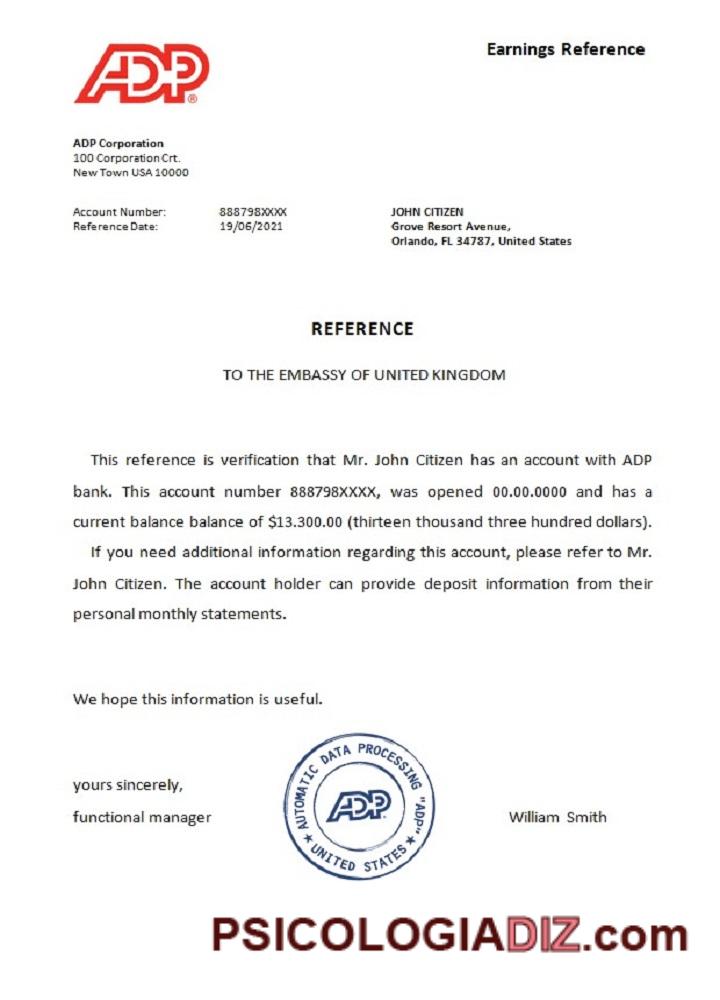 ADP®
Earnings Reference
ADP Corporation
100 Corporation Crt.
New Town USA 10000
Account Number: 888798XXXX
Reference Date: 19/06/2021
JOHN CITIZEN
Grove Resort Avenue,
Orlando, FL 34787, United States
REFERENCE
TO THE EMBASSY OF UNITED KINGDOM
This reference is verification that Mr. John Citizen has an account with ADP
bank. This account number 888798XXXX, was opened 00.00.0000 and has a
current balance balance of $13.300.00 (thirteen thousand three hundred dollars).
If you need additional information regarding this account, please refer to Mr.
John Citizen. The account holder can provide deposit information from their
personal monthly statements.
We hope this information is useful.
yours sincerely,
functional manager
AUTOMATIC DATA PROCESSING "ADP"
ADP
★ UNITED STATES ★
William Smith
PSICOLOGIADIZ.com